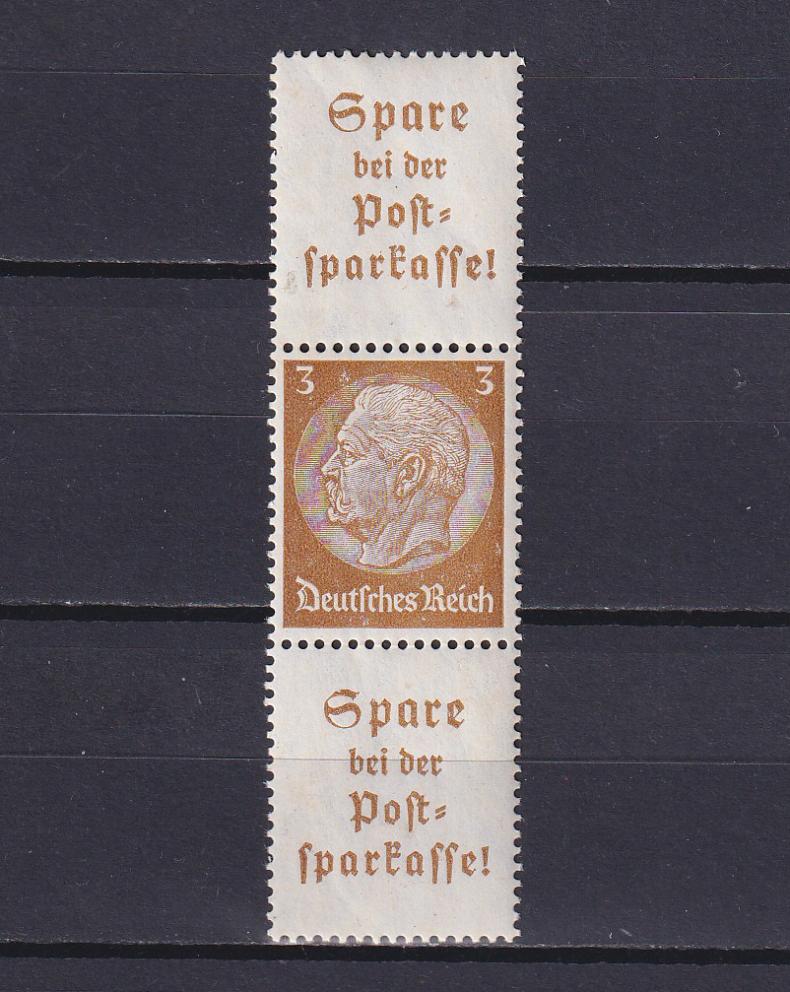 Spare
bei der
Poſt=
ſparkaſſe!
3 3
Deutſches Reich
Spare
bei der
Poſt=
ſparkaſſe!